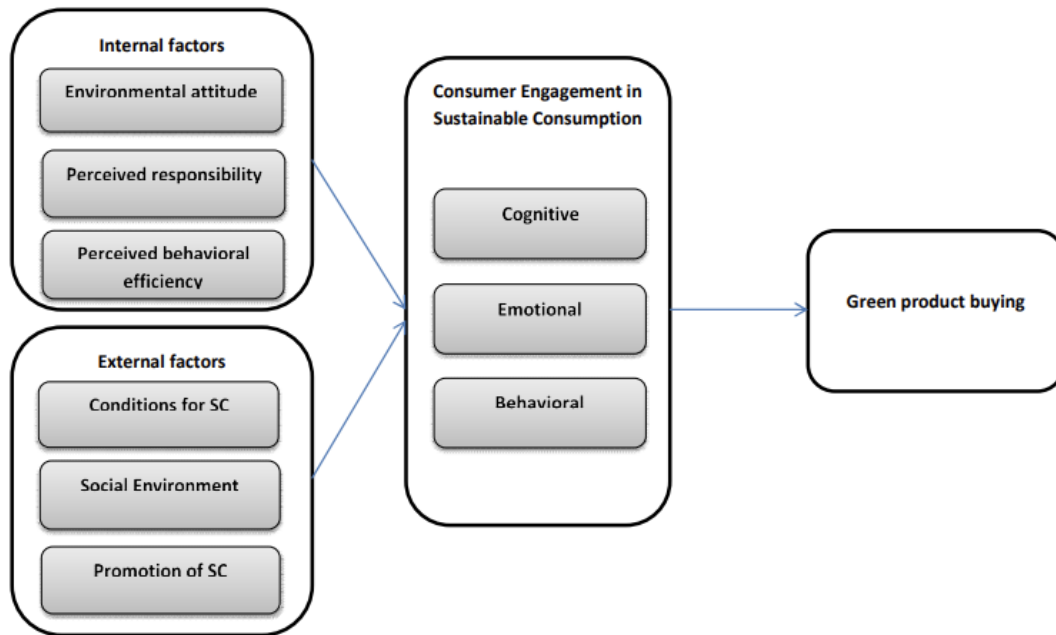 Internal factors
Environmental attitude
Perceived responsibility
Perceived behavioral
efficiency
External factors
Conditions for SC
Social Environment
Promotion of SC
Consumer Engagement in
Sustainable Consumption
Cognitive
Emotional
Behavioral
Green product buying